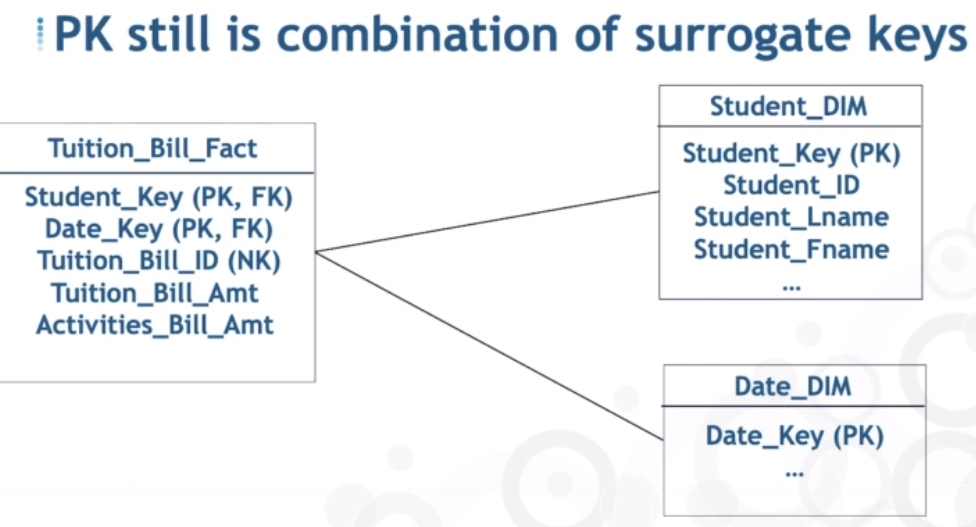 PK still is combination of surrogate keys
Tuition_Bill_Fact
Student_Key (PK, FK)
Date_Key (PK, FK)
Tuition_Bill_ID (NK)
Tuition_Bill_Amt
Activities_Bill_Amt
Student_DIM
Student_Key (PK)
Student_ID
Student_Lname
Student_Fname
...
Date_DIM
Date_Key (PK)
...